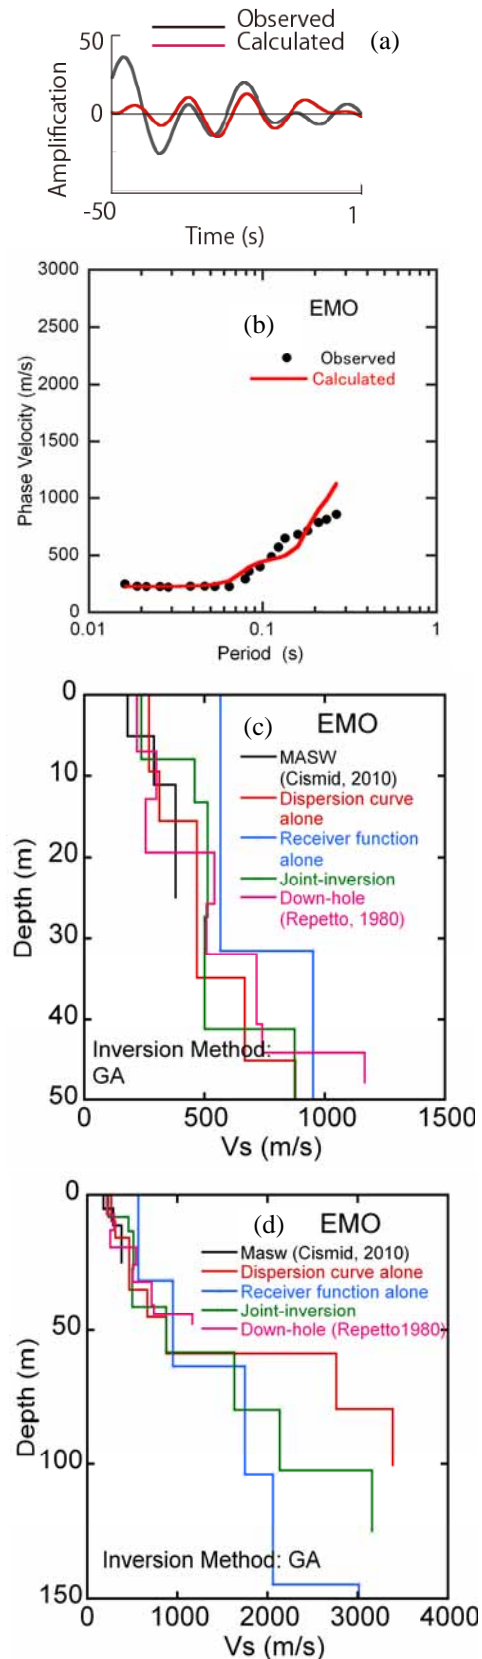 Observed
Calculated
(a)
50
0
Amplification
-50
1
Time (s)
3000
2500
2000
1500
1000
500
0
Phase Velocity (m/s)
(b)
EMO
Observed
Calculated
0.01
0.1
1
Period (s)
0
10
20
30
40
50
Depth (m)
(c)
EMO
MASW
(Cismid, 2010)
Dispersion curve
alone
Receiver function
alone
Joint-inversion
Down-hole
(Repetto, 1980)
Inversion Method:
GA
0
500
1000
1500
Vs (m/s)
0
50
100
150
Depth (m)
(d)
EMO
Masw (Cismid, 2010)
Dispersion curve alone
Receiver function alone
Joint-inversion
Down-hole (Repetto1980)
Inversion Method: GA
0
1000
2000
3000
4000
Vs (m/s)